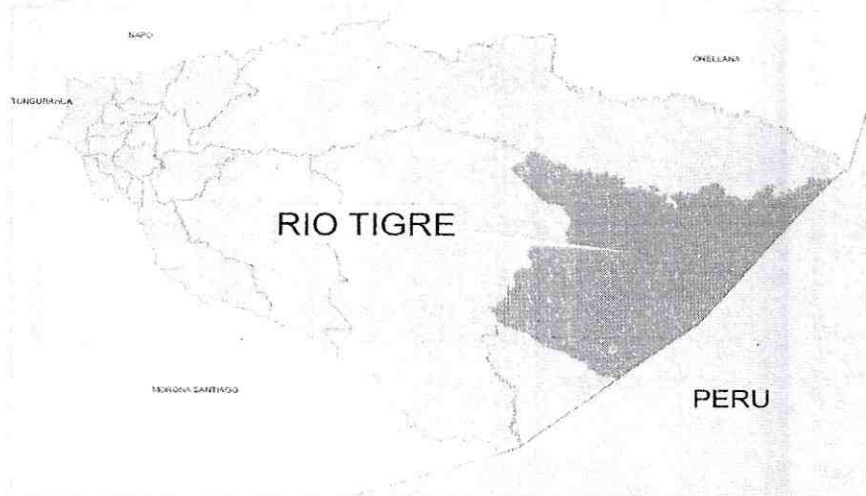 NAPO
ORELLANA
TUNGURAHUA
RIO TIGRE
MORONA SANTIAGO
PERU